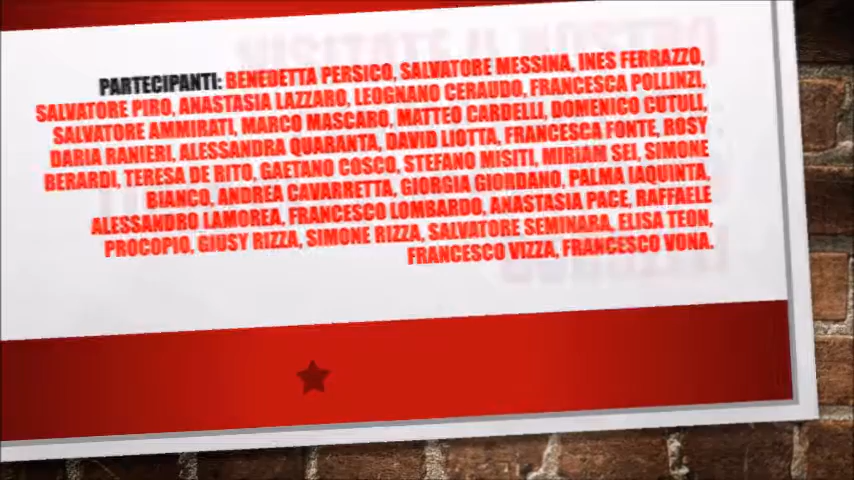 PARTECIPANTI: BENEDETTA PERSICO, SALVATORE MESSINA, INES FERRAZZO,
SALVATORE PIRO, ANASTASIA LAZZARO, LEOGNANO CERAUDO, FRANCESCA POLLINZI,
SALVATORE AMMIRATI, MARCO MASCARO, MATTEO CARDELLI, DOMENICO CUTULI,
DARIA RANIERI, ALESSANDRA QUARANTA, DAVID LIOTTA, FRANCESCA FONTE, ROSY
BERARDI, TERESA DE RITO, GAETANO COSCO, STEFANO MISITI, MIRIAM SEI, SIMONE
BIANCO, ANDREA CAVARRETTA, GIORGIA GIORDANO, PALMA IAQUINTA,
ALESSANDRO LAMOREA, FRANCESCO LOMBARDO, ANASTASIA PACE, RAFFAELE
PROCOPIO, GIUSY RIZZA, SIMONE RIZZA, SALVATORE SEMINARA, ELISA TEON,
FRANCESCO VIZZA, FRANCESCO VONA.